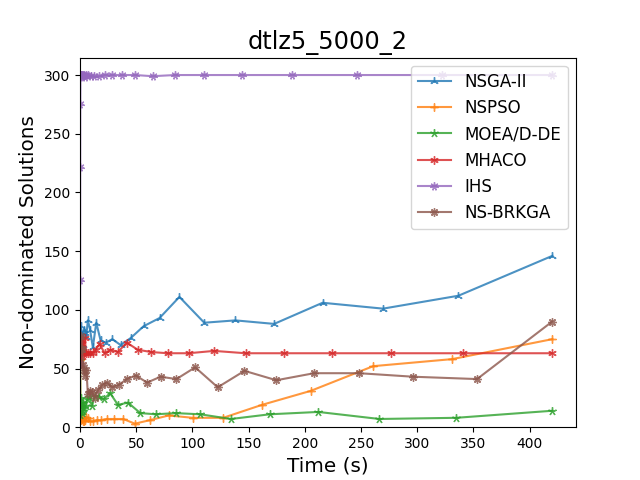 dtlz5_5000_2
Non-dominated Solutions
300
250
200
150
100
50
0
NSGA-II
NSPSO
MOEA/D-DE
MHACO
IHS
NS-BRKGA
0 50 100 150 200 250 300 350 400
Time (s)